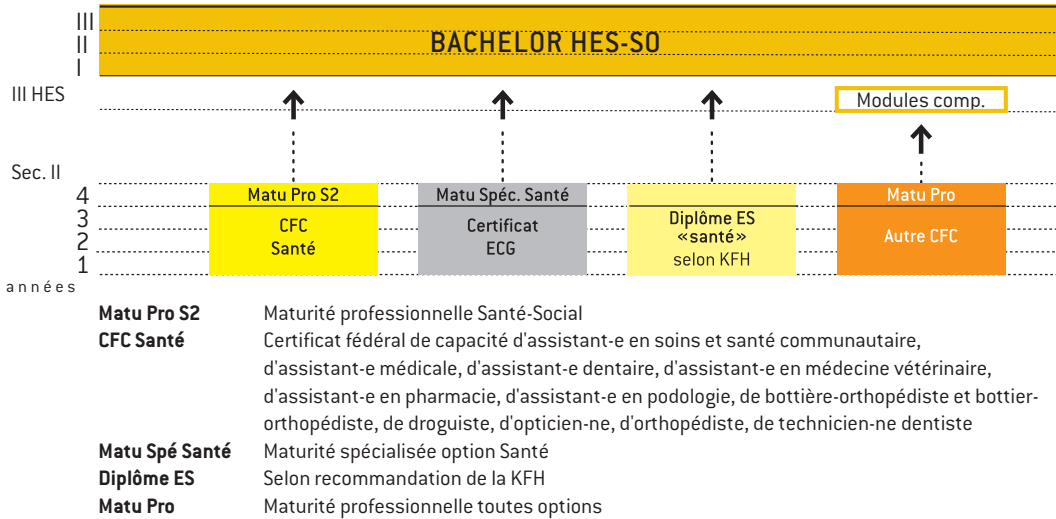 III
II
I
BACHELOR HES-SO
III HES
Modules comp.
Sec. II
4
3
2
1
années
Matu Pro S2
CFC
Santé
Matu Spéc. Santé
Certificat
ECG
Diplôme ES
«santé»
selon KFH
Matu Pro
Autre CFC
Matu Pro S2 Maturité professionnelle Santé-Social
CFC Santé Certificat fédéral de capacité d'assistant-e en soins et santé communautaire,
d'assistant-e médicale, d'assistant-e dentaire, d'assistant-e en médecine vétérinaire,
d'assistant-e en pharmacie, d'assistant-e en podologie, de bottière-orthopédiste et bottier-
orthopédiste, de droguiste, d'opticien-ne, d'orthopédiste, de technicien-ne dentiste
Matu Spé Santé Maturité spécialisée option Santé
Diplôme ES Selon recommandation de la KFH
Matu Pro Maturité professionnelle toutes options